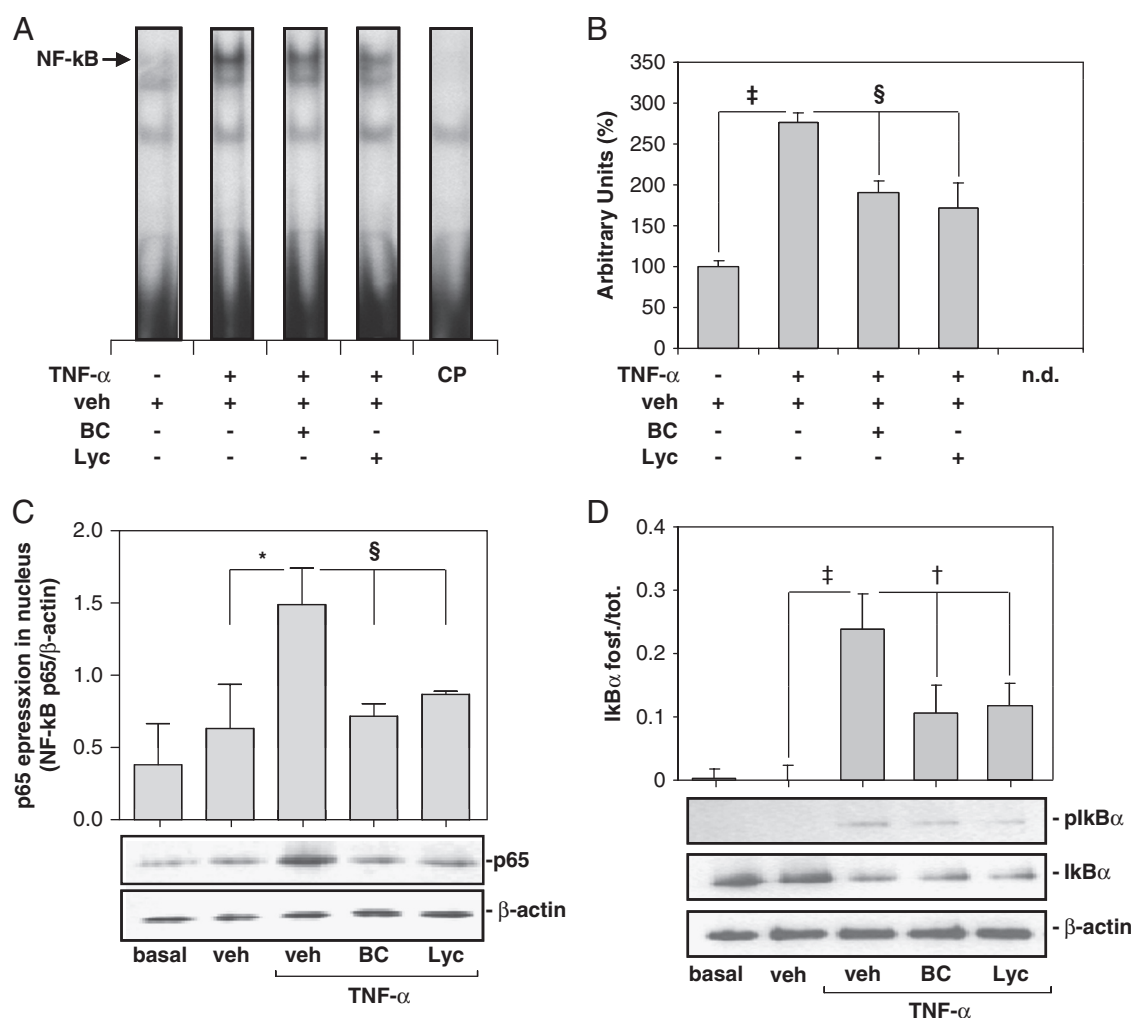 A
NF-kB
TNF-α - + + + CP
veh + + + +
BC - - + -
Lyc - - - +
B
Arbitrary Units (%)
350
300
250
200
150
100
50
0
‡
§
TNF-α - + + + n.d.
veh + + + +
BC - - + -
Lyc - - - +
C
p65 epressxion in nucleus
(NF-kB p65/β-actin)
2.0
1.5
1.0
0.5
0.0
*
§
-p65
- β-actin
basal veh veh BC Lyc
TNF-α
D
IkBα fosf./tot.
0.4
0.3
0.2
0.1
0
‡
†
- pIkBα
- IkBα
- β-actin
basal veh veh BC Lyc
TNF-α